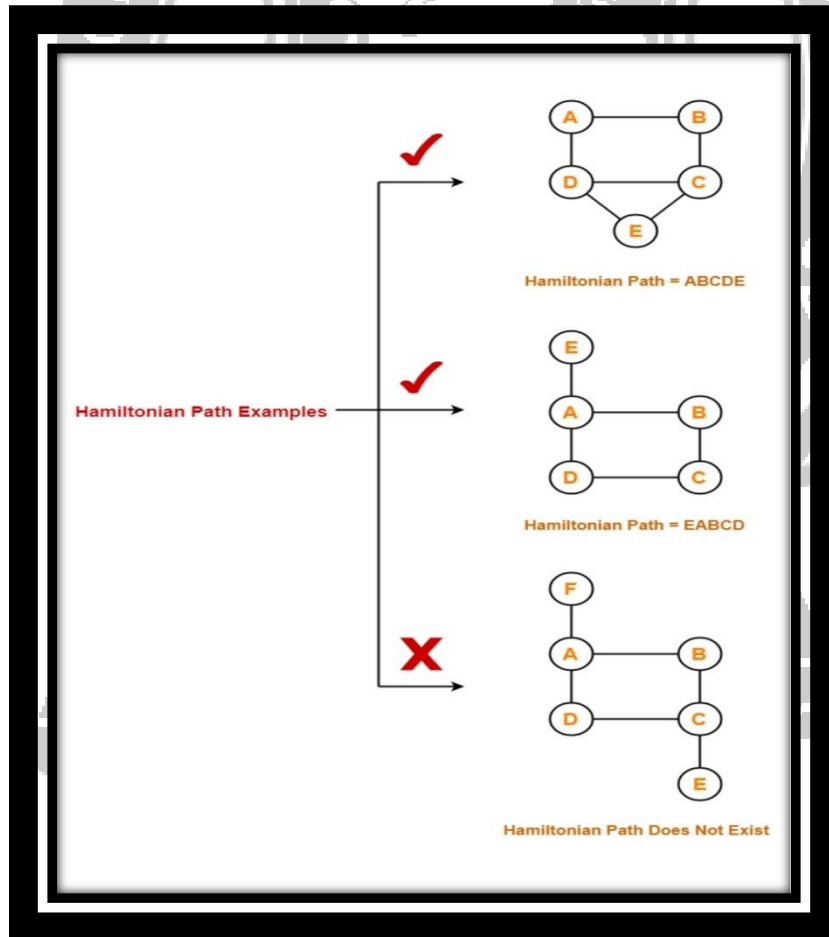 A
B
D
C
E
Hamiltonian Path = ABCDE
E
A
B
Hamiltonian Path Examples
D
C
Hamiltonian Path = EABCD
F
A
B
D
C
E
Hamiltonian Path Does Not Exist